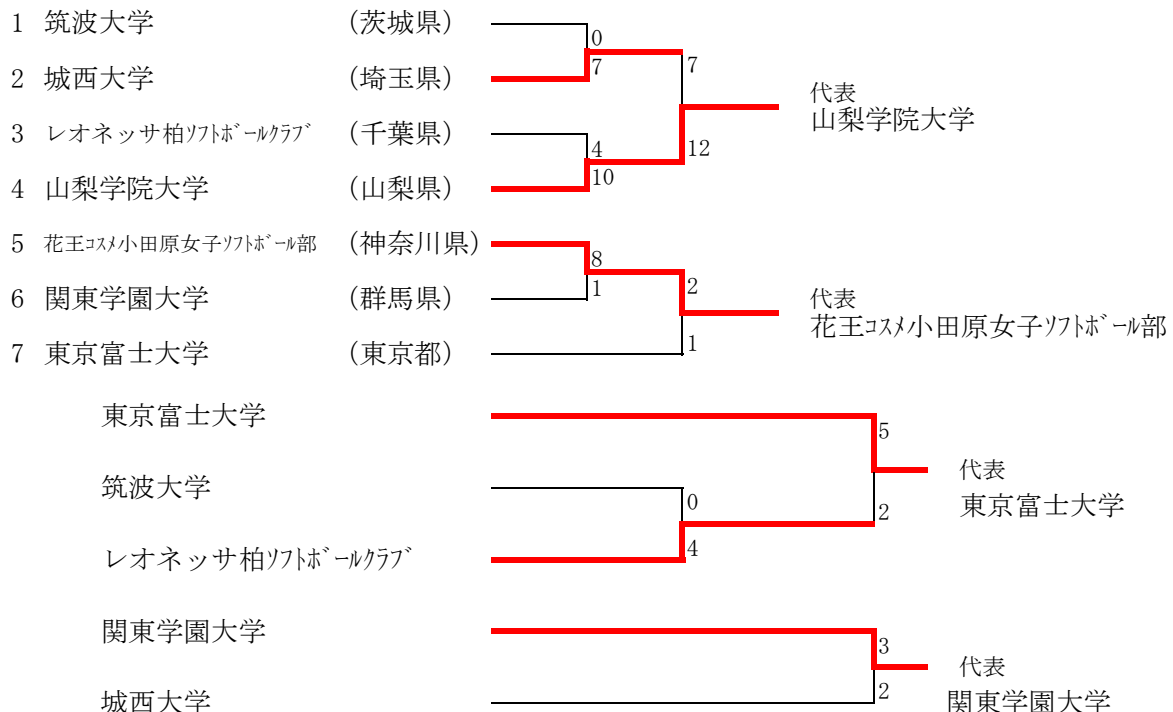 1 筑波大学 (茨城県)
0
7
2 城西大学 (埼玉県)
7
代表
山梨学院大学
3 レオネッサ柏ｿﾌﾄﾎﾞｰﾙｸﾗﾌﾞ (千葉県)
4
12
10
4 山梨学院大学 (山梨県)
5 花王ｺｽﾒ小田原女子ｿﾌﾄﾎﾞｰﾙ部 (神奈川県)
8
1
2
6 関東学園大学 (群馬県)
代表
花王ｺｽﾒ小田原女子ｿﾌﾄﾎﾞｰﾙ部
1
7 東京富士大学 (東京都)
東京富士大学
5
代表
東京富士大学
筑波大学
0
2
4
レオネッサ柏ｿﾌﾄﾎﾞｰﾙｸﾗﾌﾞ
関東学園大学
3
代表
関東学園大学
2
城西大学